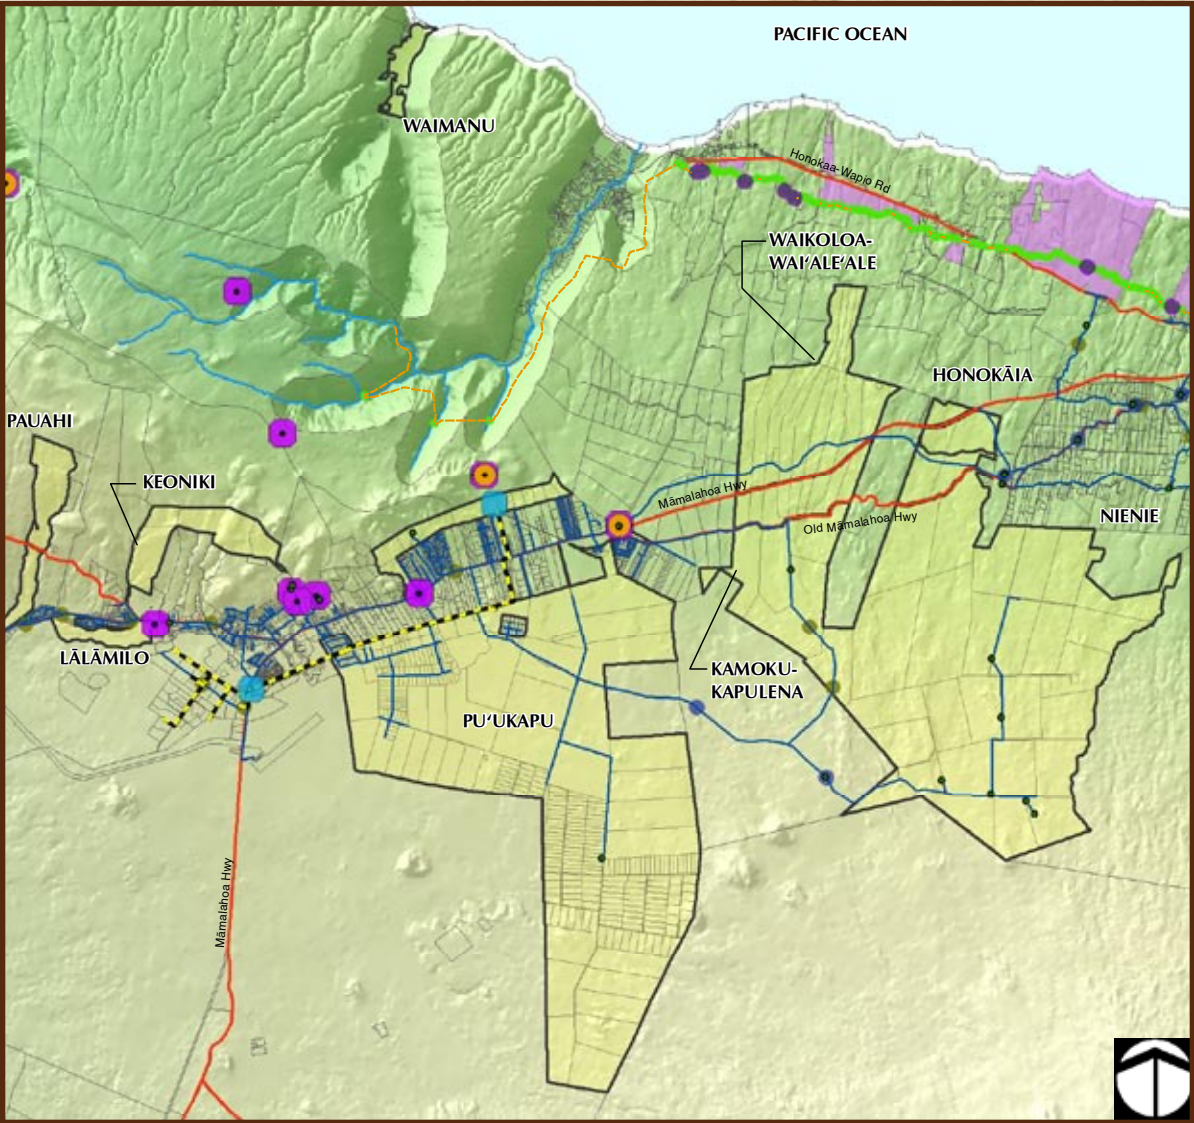 PACIFIC OCEAN
WAIMANU
Honokaa-Wapio Rd
WAIKOLOA-
WAIʻALEʻALE
HONOKĀIA
PAUAHI
KEONIKI
Māmalahoa Hwy
Old Māmalahoa Hwy
NIENIE
LĀLĀMILO
KAMOKU-
KAPULENA
PUʻUKAPU
Māmalahoa Hwy